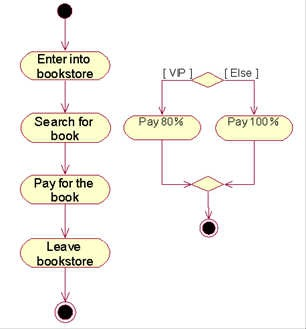 Enter into
bookstore
Search for
book
Pay for the
book
Leave
bookstore
[ VIP ]
[ Else ]
Pay 80%
Pay 100%